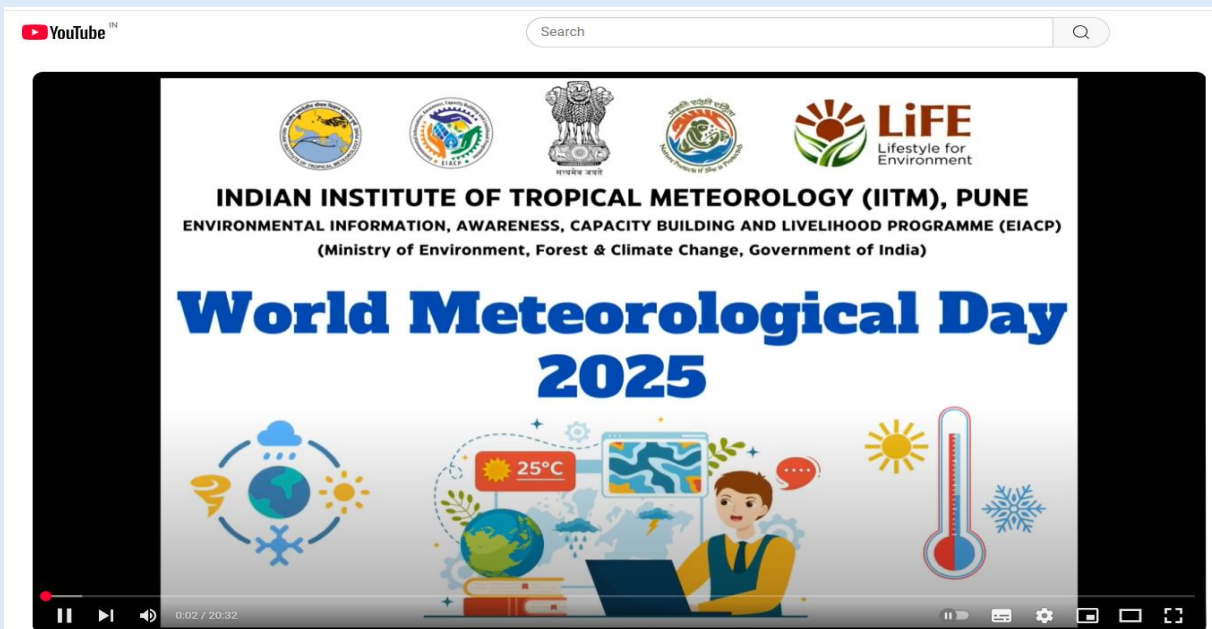 YouTube IN
Search
सत्यमेव जयते
LiFE
Lifestyle for
Environment
INDIAN INSTITUTE OF TROPICAL METEOROLOGY (IITM), PUNE
ENVIRONMENTAL INFORMATION, AWARENESS, CAPACITY BUILDING AND LIVELIHOOD PROGRAMME (EIACP)
(Ministry of Environment, Forest & Climate Change, Government of India)
World Meteorological Day
2025
25°C
0:02 / 20:32